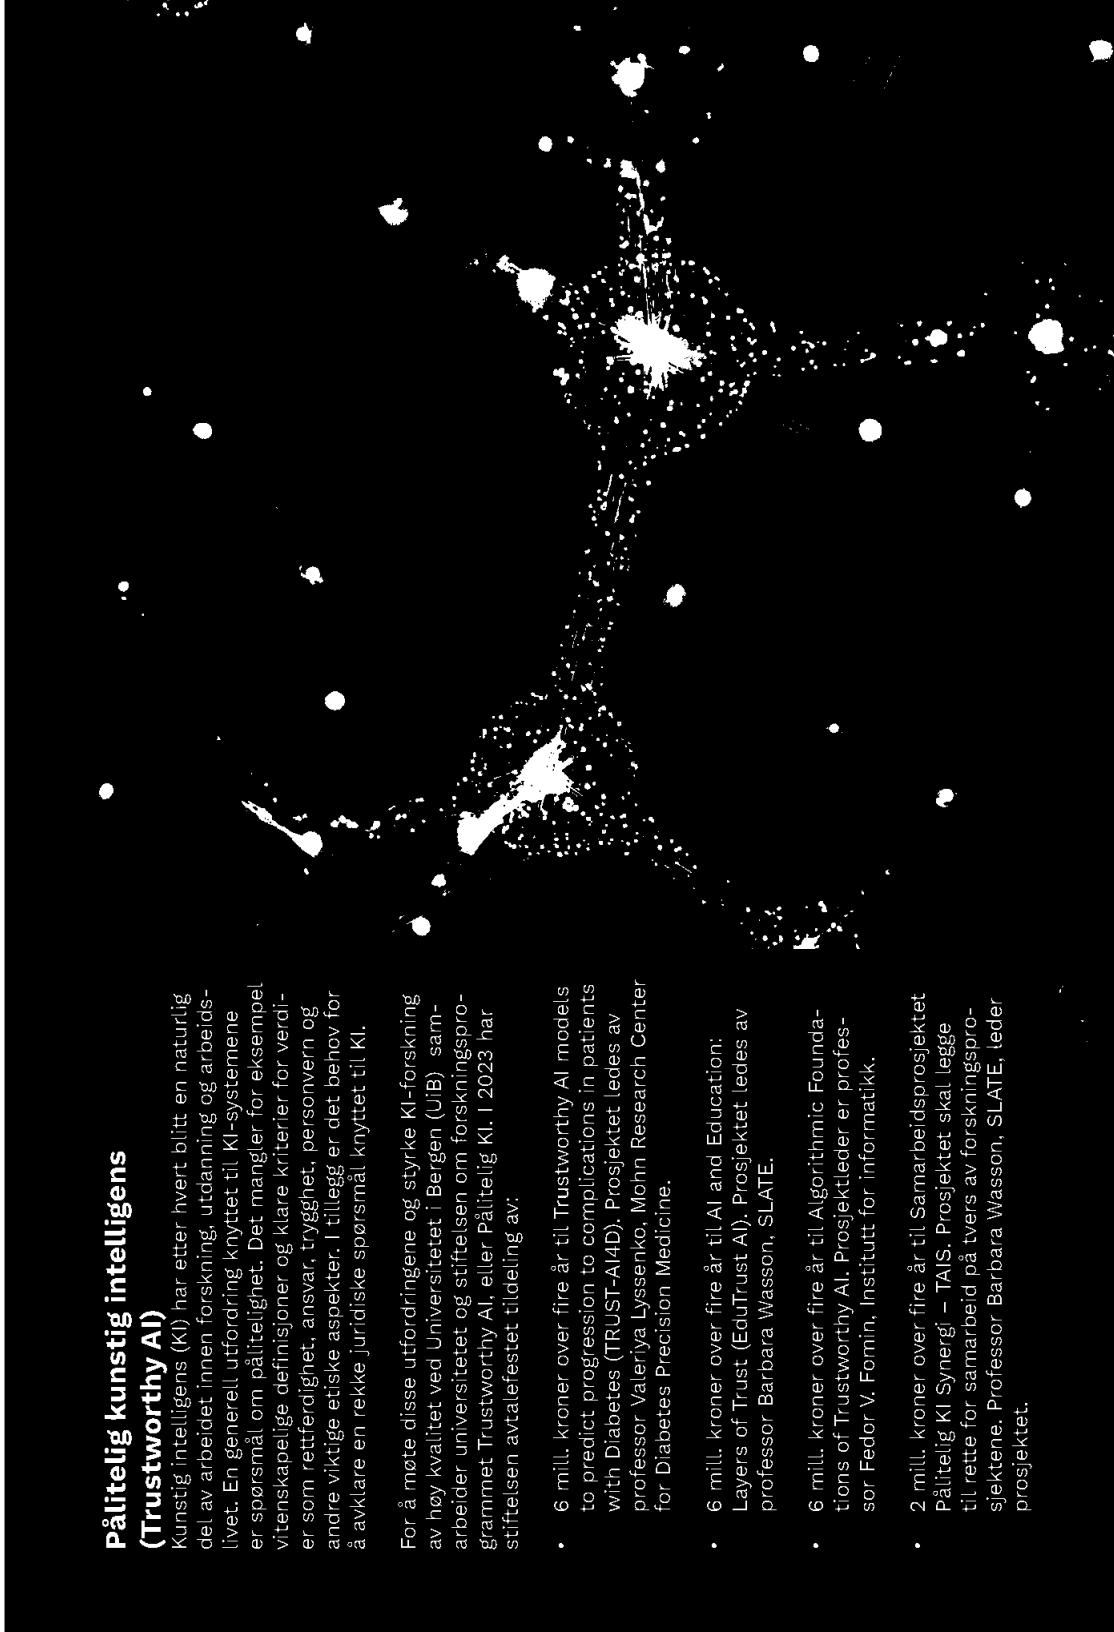 Pålitelig kunstig intelligens
(Trustworthy AI)
Kunstig intelligens (KI) har etter hvert blitt en naturlig
del av arbeidet innen forskning, utdanning og arbeids-
livet. En generell utfordring knyttet til KI-systemene
er spørsmål om pålitelighet. Det mangler for eksempel
vitenskapelige definisjoner og klare kriterier for verdi-
er som rettferdighet, ansvar, trygghet, personvern og
andre viktige etiske aspekter. I tillegg er det behov for
å avklare en rekke juridiske spørsmål knyttet til KI.
For å møte disse utfordringene og styrke KI-forskning
av høy kvalitet ved Universitetet i Bergen (UiB) sam-
arbeider universitetet og stiftelsen om forskningspro-
grammet Trustworthy AI, eller Pålitelig KI. I 2023 har
stiftelsen avtalefestet tildeling av:
• 6 mill. kroner over fire år til Trustworthy AI models
to predict progression to complications in patients
with Diabetes (TRUST-AI4D). Prosjektet ledes av
professor Valeriya Lyssenko, Mohn Research Center
for Diabetes Precision Medicine.
• 6 mill. kroner over fire år til AI and Education:
Layers of Trust (EduTrust AI). Prosjektet ledes av
professor Barbara Wasson, SLATE.
• 6 mill. kroner over fire år til Algorithmic Founda-
tions of Trustworthy AI. Prosjektleder er profes-
sor Fedor V. Fomin, Institutt for informatikk.
• 2 mill. kroner over fire år til Samarbeidsprosjektet
Pålitelig KI Synergi – TAIS. Prosjektet skal legge
til rette for samarbeid på tvers av forskningspro-
sjektene. Professor Barbara Wasson, SLATE, leder
prosjektet.